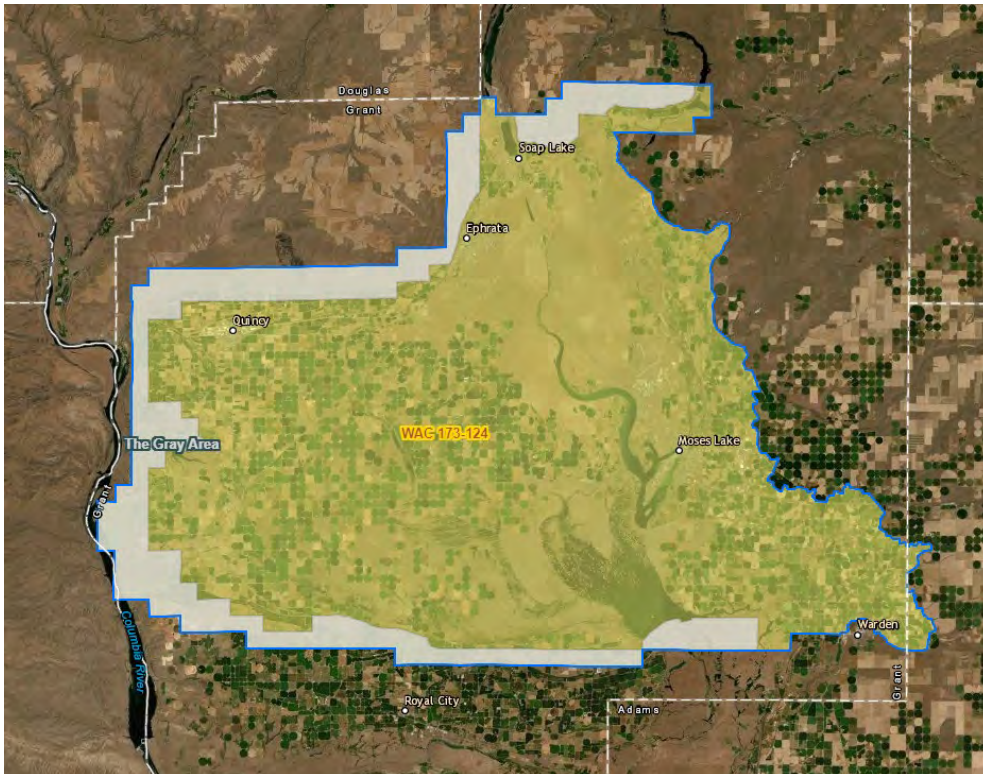 Douglas
Grant
Soap Lake
Ephrata
Quincy
WAC 173-124
The Gray Area
Moses Lake
Grant
Columbia River
Warden
Grant
Royal City
Adams